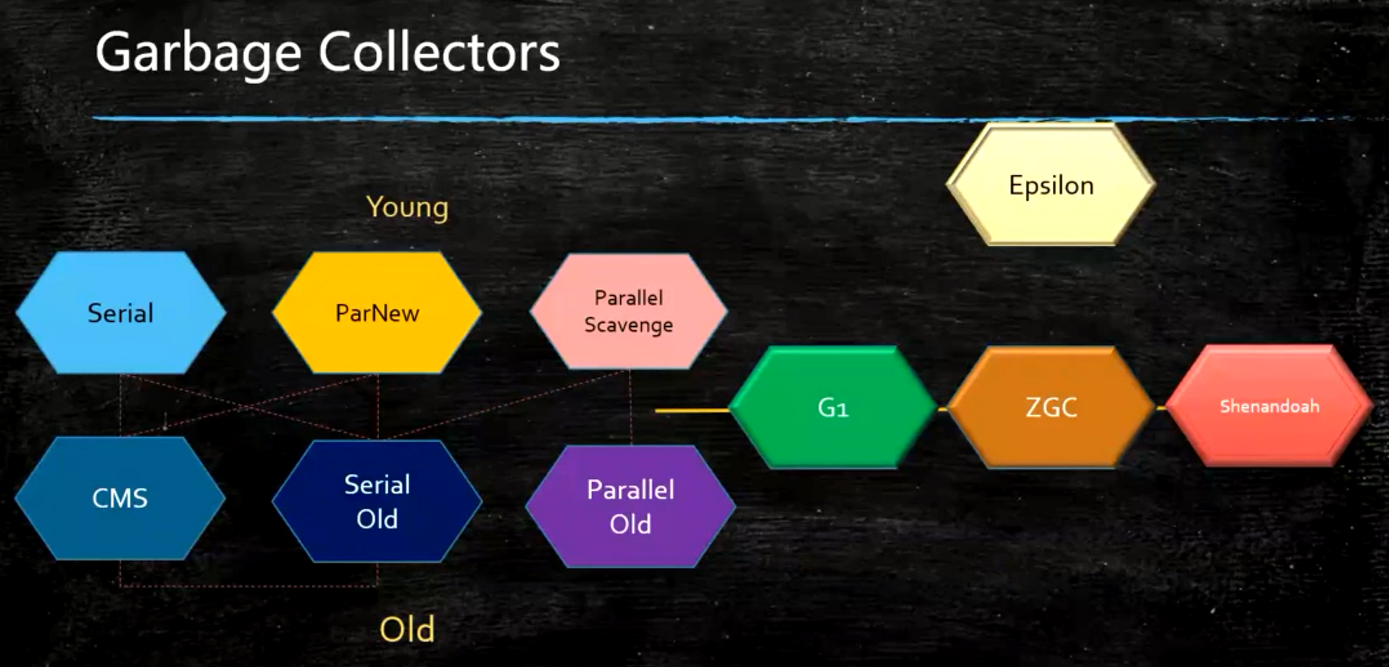 Garbage Collectors
Epsilon
Young
Serial
ParNew
Parallel
Scavenge
G1
ZGC
Shenandoah
CMS
Serial
Old
Parallel
Old
Old